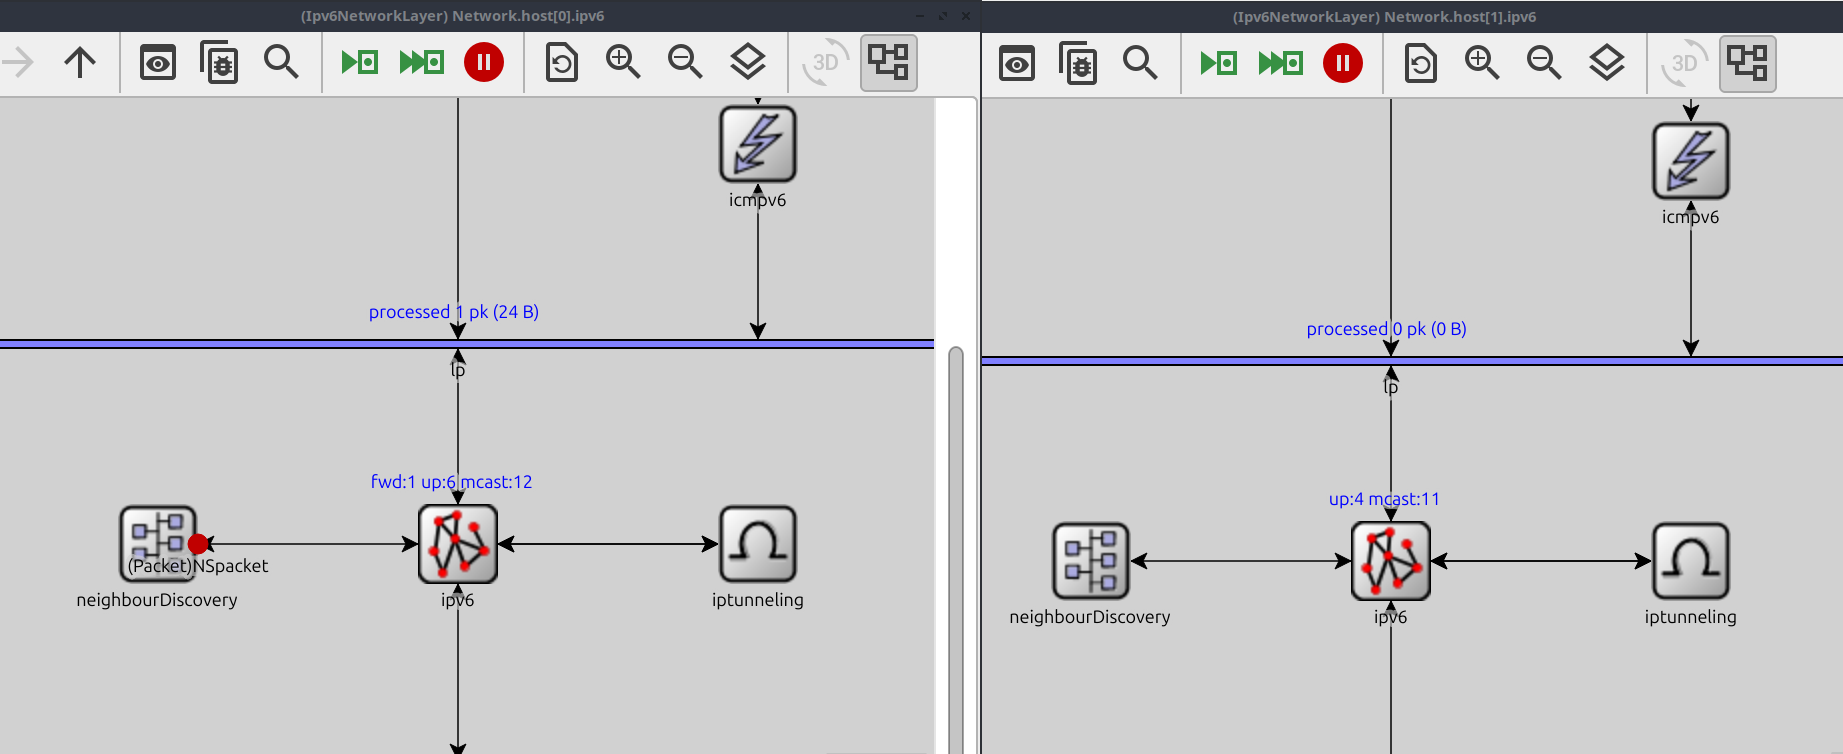 (Ipv6NetworkLayer) Network.host[0].ipv6
3D
icmpv6
processed 1 pk (24 B)
lp
fwd:1 up:6 mcast:12
(Packet)NSpacket
neighbourDiscovery
ipv6
iptunneling
(Ipv6NetworkLayer) Network.host[1].ipv6
3D
icmpv6
processed 0 pk (0 B)
lp
up:4 mcast:11
neighbourDiscovery
ipv6
iptunneling